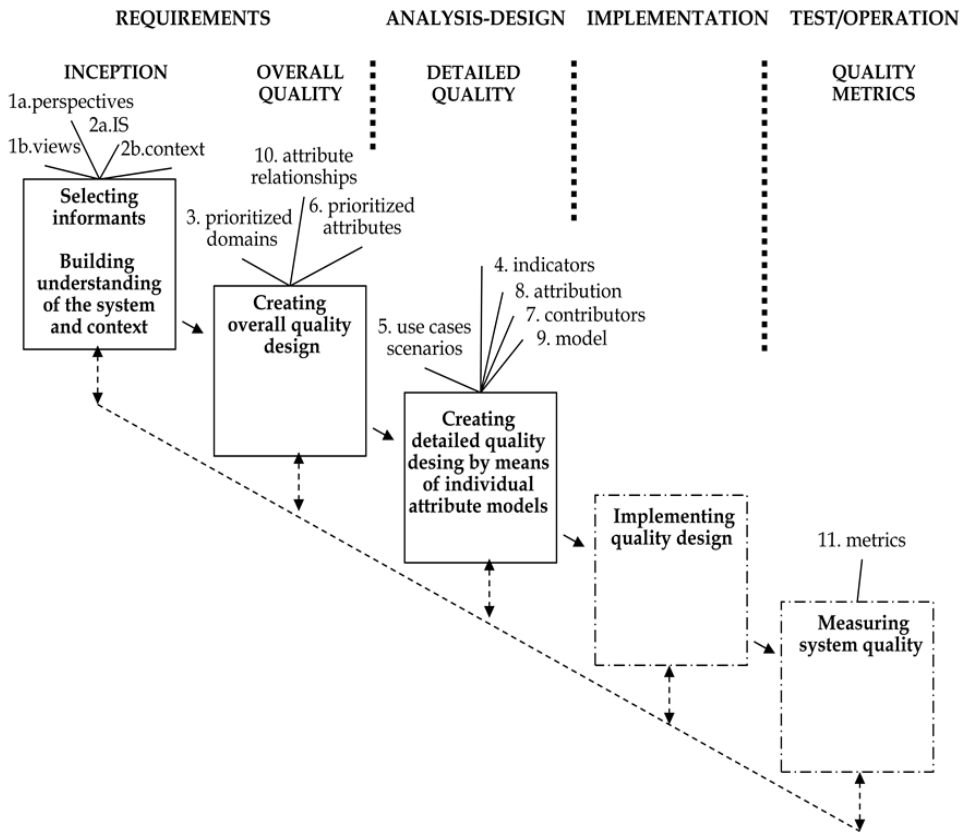 REQUIREMENTS
ANALYSIS-DESIGN
IMPLEMENTATION
TEST/OPERATION
INCEPTION
OVERALL
QUALITY
DETAILED
QUALITY
QUALITY
METRICS
1a.perspectives
2a.IS
1b.views
2b.context
Selecting
informants
Building
understanding
of the system
and context
10. attribute
relationships
3. prioritized
domains
6. prioritized
attributes
Creating
overall quality
design
4. indicators
8. attribution
7. contributors
9. model
5. use cases
scenarios
Creating
detailed quality
desing by means
of individual
attribute models
Implementing
quality design
11. metrics
Measuring
system quality